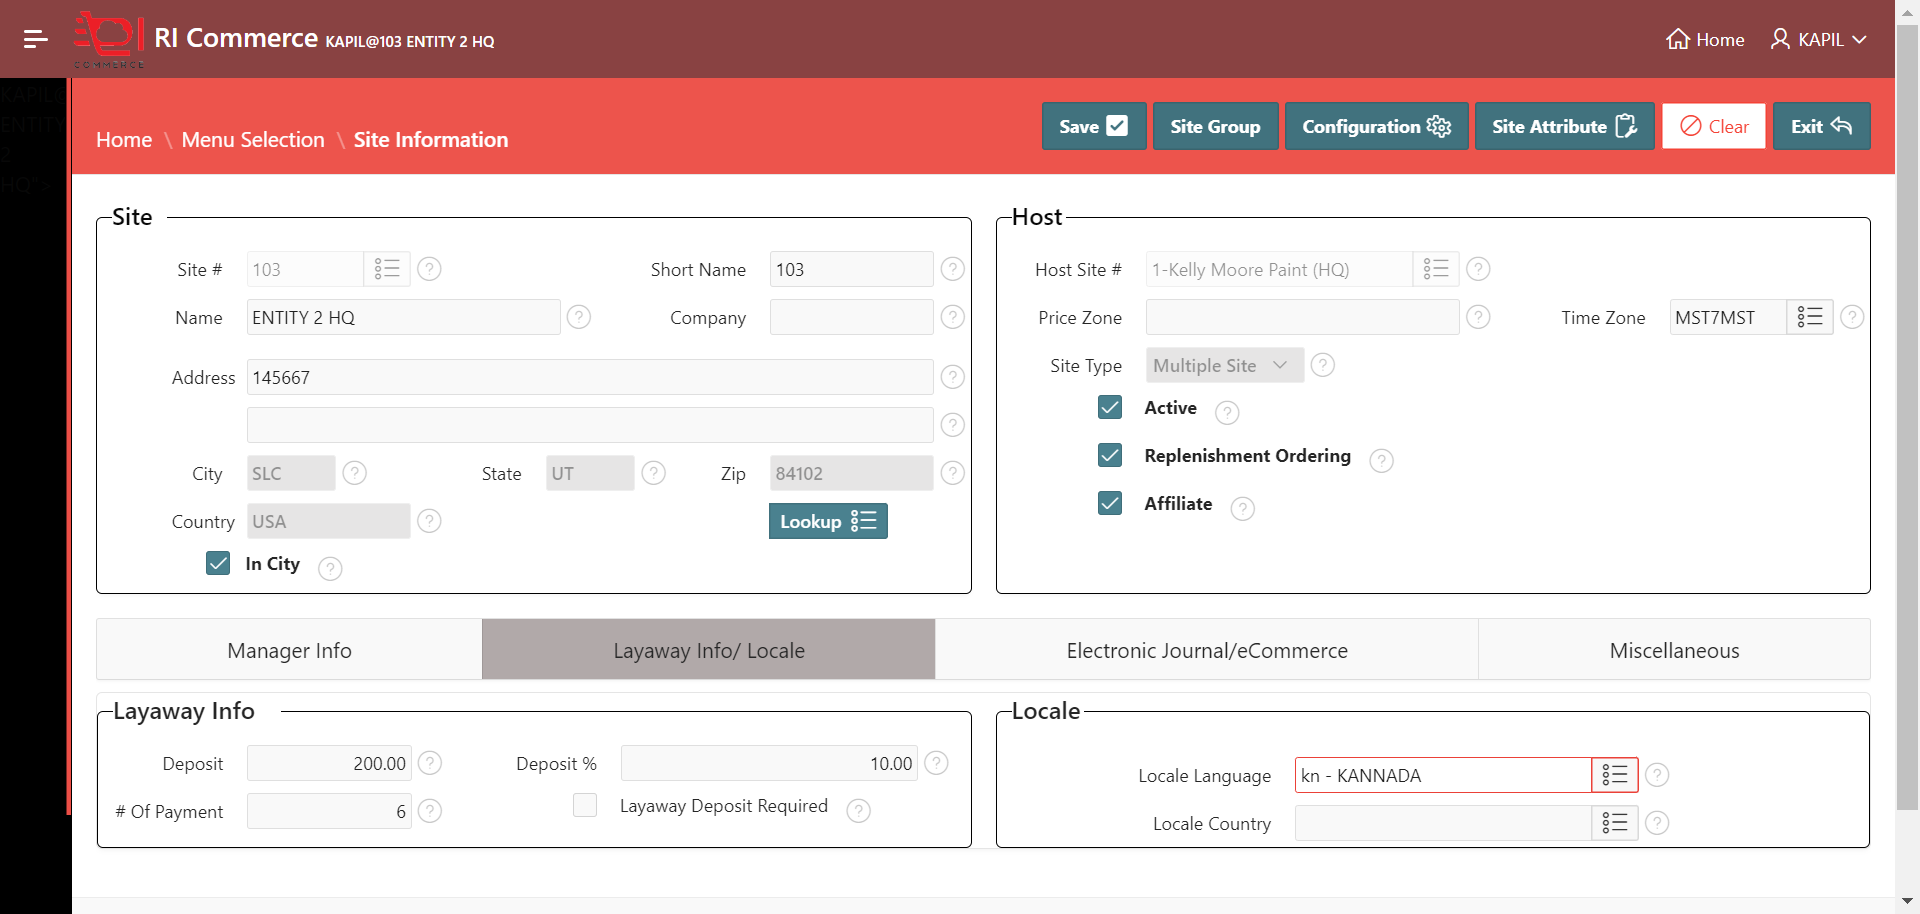 RI Commerce KAPIL@103 ENTITY 2 HQ
COMMERCE
Home
KAPIL
KAPIL@
ENTITY
2
HQ">
Home \ Menu Selection \ Site Information
Save
Site Group
Configuration
Site Attribute
Clear
Exit
Site
Site # 103
Short Name 103
Name ENTITY 2 HQ
Company
Address 145667
City SLC
State UT
Zip 84102
Country USA
Lookup
In City
Host
Host Site # 1-Kelly Moore Paint (HQ)
Price Zone
Time Zone MST7MST
Site Type Multiple Site
Active
Replenishment Ordering
Affiliate
Manager Info
Layaway Info/ Locale
Electronic Journal/eCommerce
Miscellaneous
Layaway Info
Deposit 200.00
Deposit % 10.00
# Of Payment 6
Layaway Deposit Required
Locale
Locale Language kn - KANNADA
Locale Country